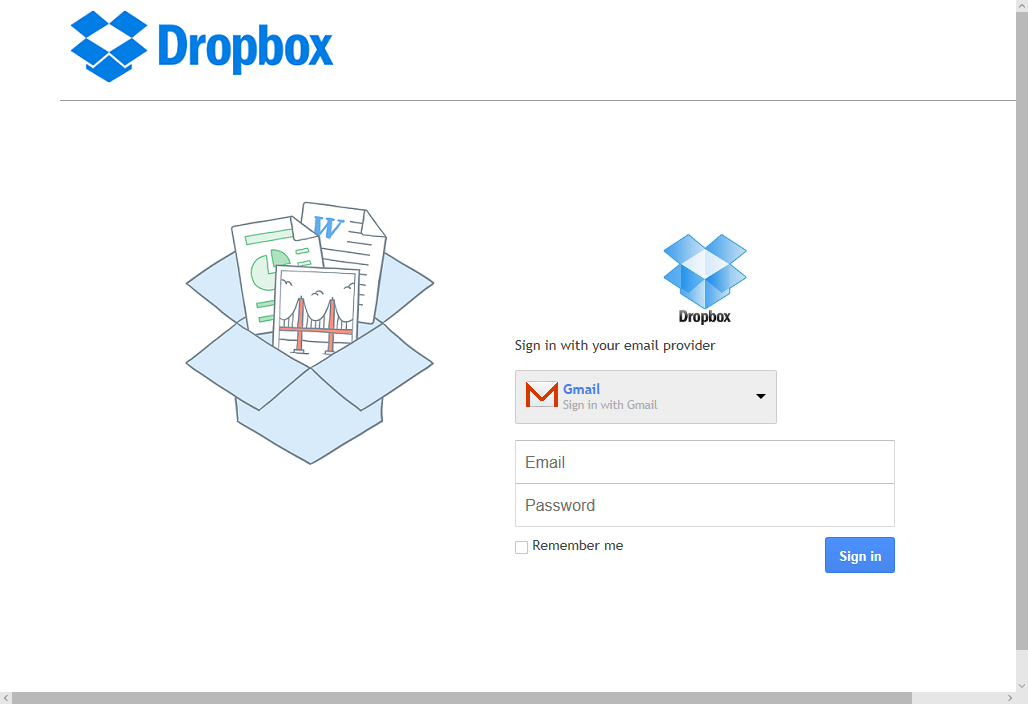 Dropbox
W
Dropbox
Sign in with your email provider
Gmail
Sign in with Gmail
Email
Password
Remember me
Sign in